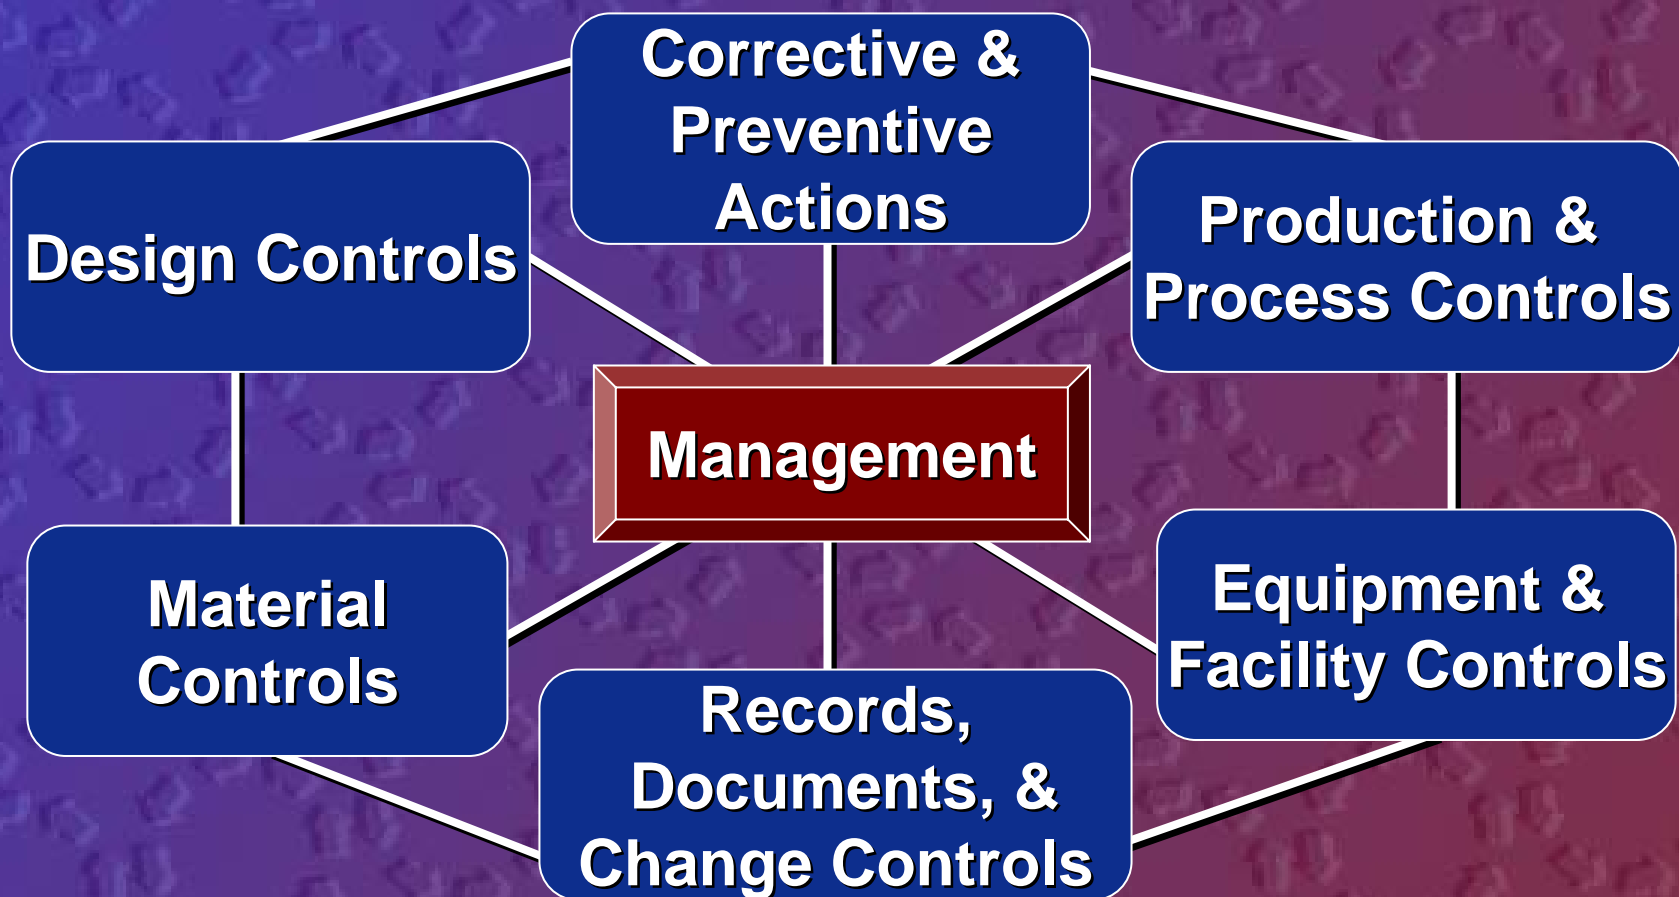 Corrective &
Preventive
Actions
Design Controls
Production &
Process Controls
Management
Material
Controls
Equipment &
Facility Controls
Records,
Documents, &
Change Controls